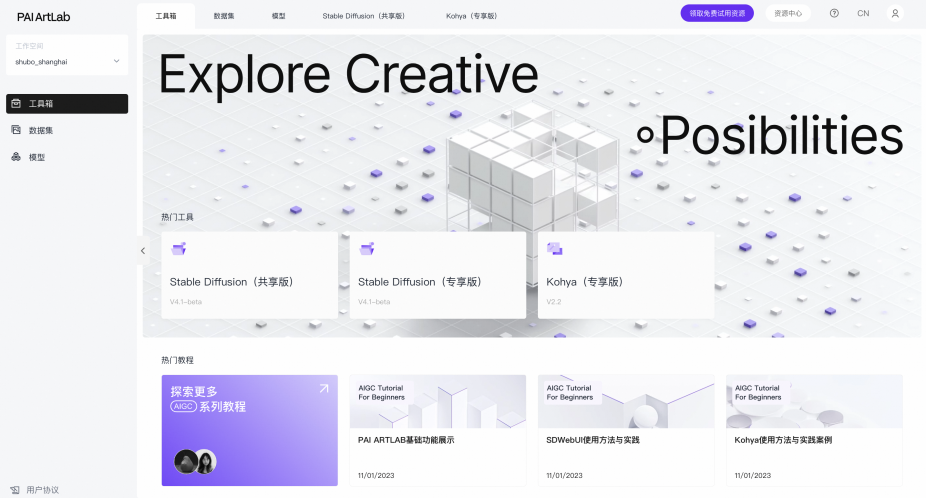 PAI ArtLab
工具箱
数据集
模型
Stable Diffusion（共享版）
Kohya（专享版）
领取免费试用资源
资源中心
CN
工作空间
shubo_shanghai
工具箱
数据集
模型
用户协议
Explore Creative
Posibilities
热门工具
Stable Diffusion（共享版）
V4.1-beta
Stable Diffusion（专享版）
V4.1-beta
Kohya（专享版）
V2.2
热门教程
探索更多
AIGC 系列教程
AIGC Tutorial
For Beginners
PAI ARTLAB基础功能展示
11/01/2023
AIGC Tutorial
For Beginners
SDWebUI使用方法与实践
11/01/2023
AIGC Tutorial
For Beginners
Kohya使用方法与实践案例
11/01/2023